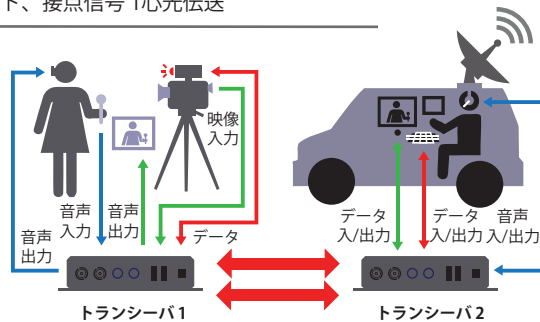 ト、接点信号 1心光伝送
映像
入力
音声
入力
音声
出力
音声
出力
データ
データ
入/出力
データ
入/出力
音声
入/出力
トランシーバ 1
トランシーバ 2